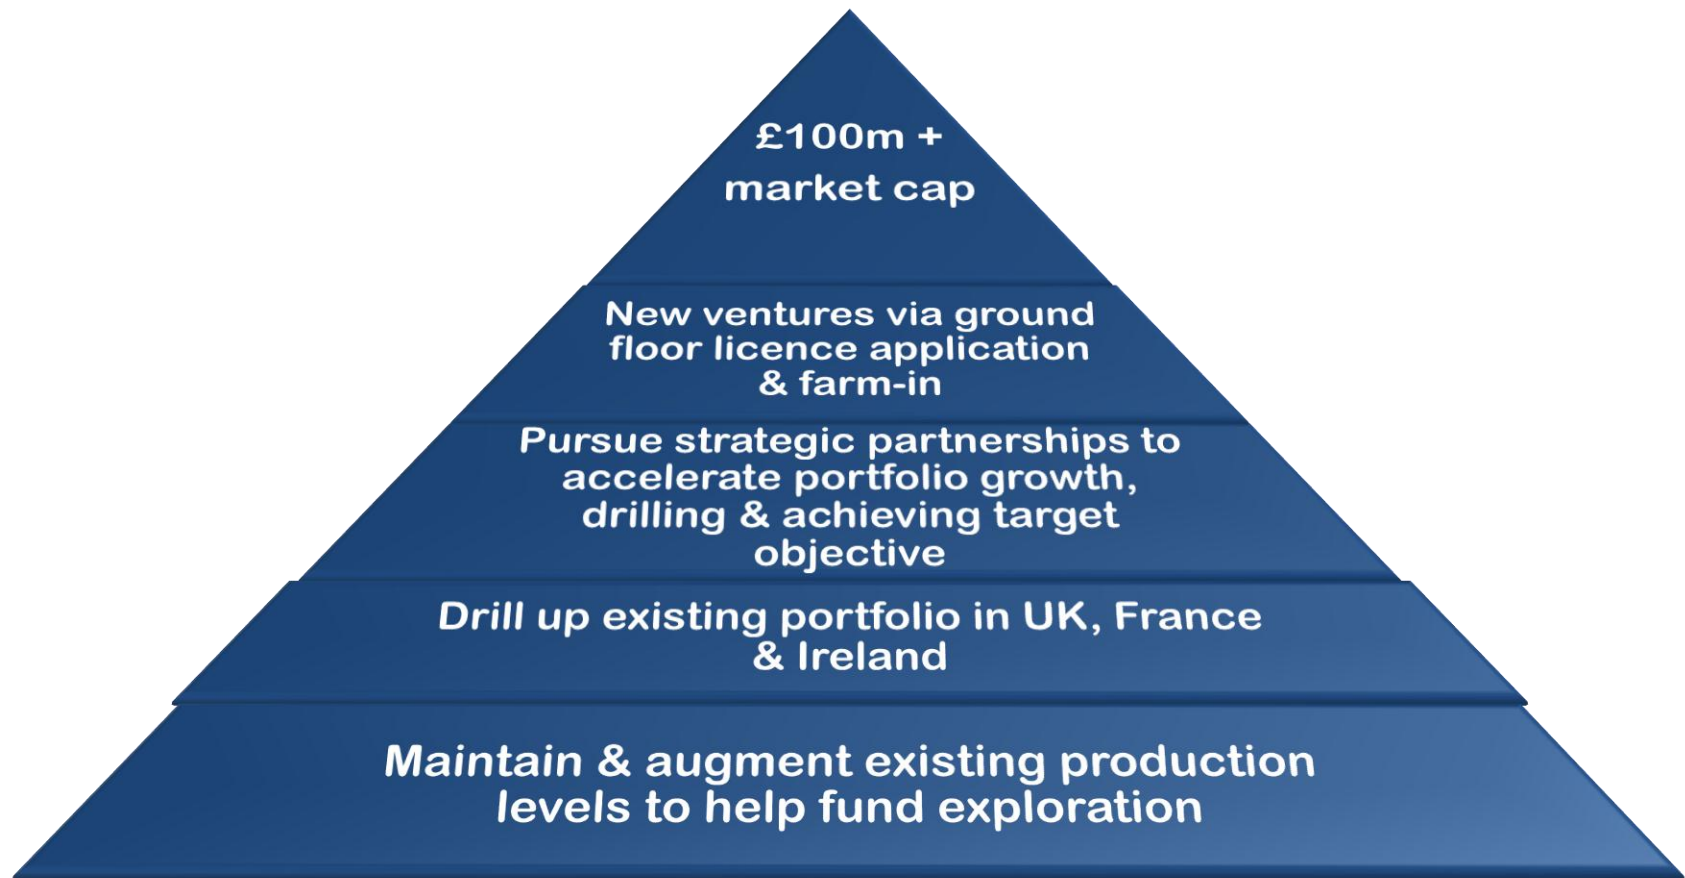 £100m +
market cap
New ventures via ground
floor licence application
& farm-in
Pursue strategic partnerships to
accelerate portfolio growth,
drilling & achieving target
objective
Drill up existing portfolio in UK, France
& Ireland
Maintain & augment existing production
levels to help fund exploration